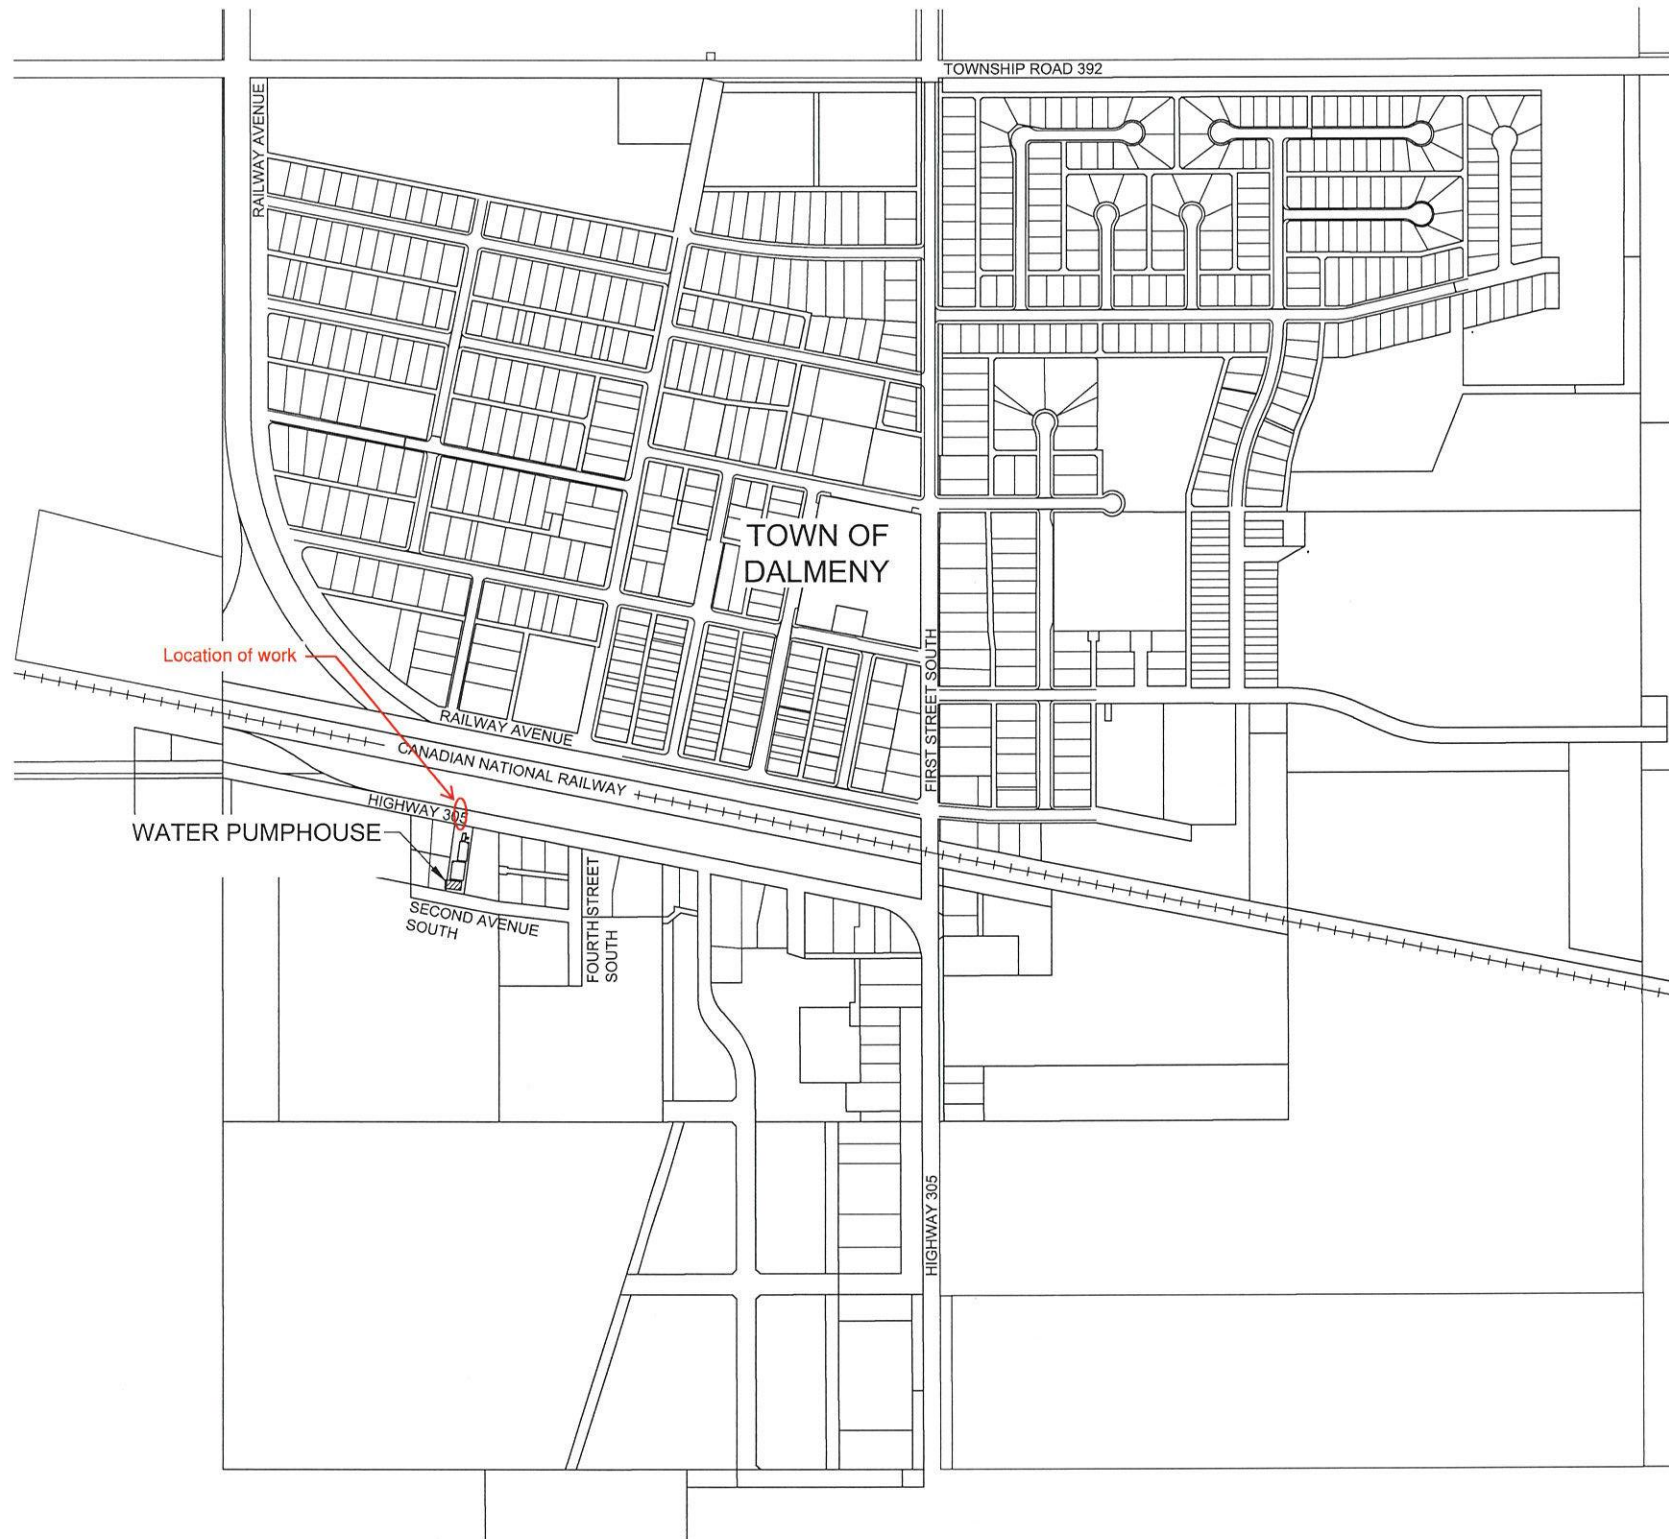 TOWNSHIP ROAD 392
RAILWAY AVENUE
TOWN OF
DALMENY
FIRST STREET SOUTH
Location of work
RAILWAY AVENUE
CANADIAN NATIONAL RAILWAY
HIGHWAY 305
WATER PUMPHOUSE
SECOND AVENUE
SOUTH
FOURTH STREET
SOUTH
HIGHWAY 305